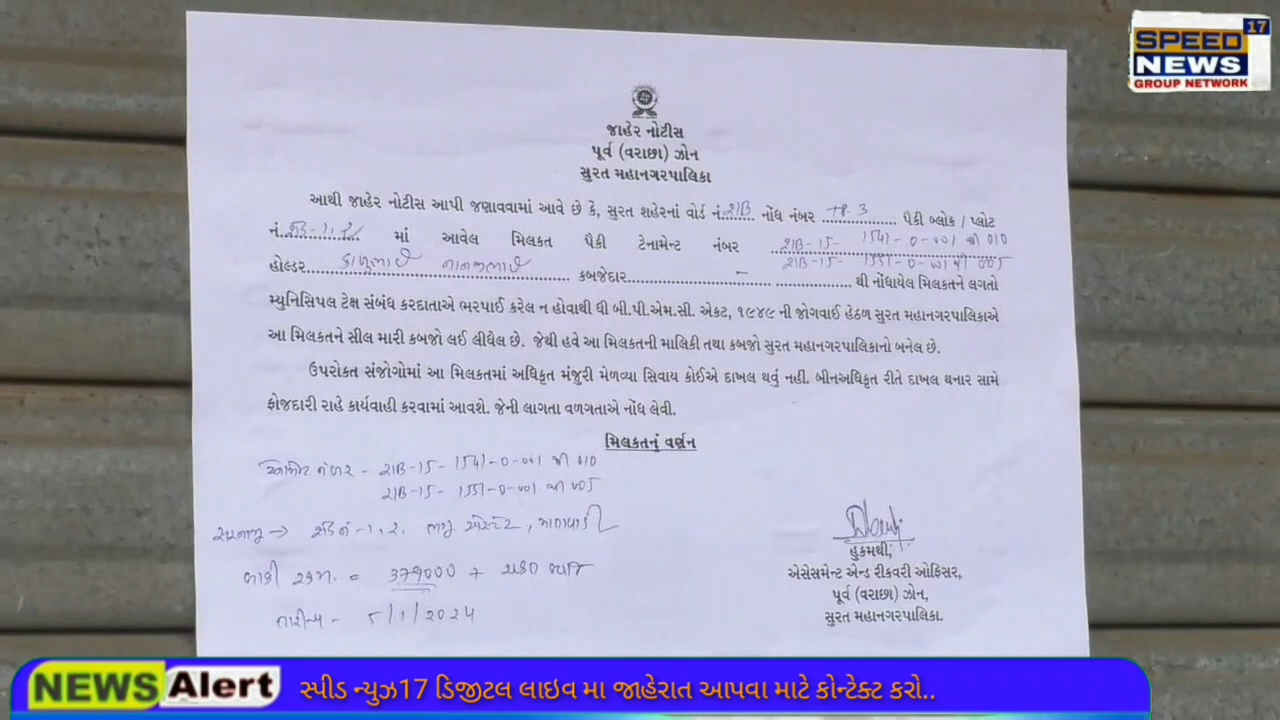 SPEED 17
NEWS
GROUP NETWORK
જાહેર નોટીસ
પૂર્વ (વરાછા) ઝોન
સુરત મહાનગરપાલિકા
આથી જાહેર નોટીસ આપી જણાવવામાં આવે છે કે, સુરત શહેરનાં વોર્ડ નં. નોંધ નંબર પૈકી બ્લોક / પ્લોટ
નં. માં આવેલ મિલકત પૈકી ટેનામેન્ટ નંબર
હોલ્ડર કબજેદાર થી નોંધાયેલ મિલકતને લગતો
મ્યુનિસિપલ ટેક્ષ સંબંધ કરદાતાએ ભરપાઈ કરેલ ન હોવાથી ધી બી.પી.એમ.સી. એકટ, ૧૯૪૯ ની જોગવાઈ હેઠળ સુરત મહાનગરપાલિકાએ
આ મિલકતને સીલ મારી કબજો લઈ લીધેલ છે. જેથી હવે આ મિલકતની માલિકી તથા કબજો સુરત મહાનગરપાલિકાનો બનેલ છે.
ઉપરોકત સંજોગોમાં આ મિલકતમાં અધિકૃત મંજુરી મેળવ્યા સિવાય કોઈએ દાખલ થવું નહીં. બીનઅધિકૃત રીતે દાખલ થનાર સામે
ફોજદારી રાહે કાર્યવાહી કરવામાં આવશે. જેની લાગતા વળગતાએ નોંધ લેવી.
મિલકતનું વર્ણન
બાકી રકમ = 379000 + વ્યાજ
તારીખ -
હુકમથી,
એસેસમેન્ટ એન્ડ રીકવરી ઓફિસર,
પૂર્વ (વરાછા) ઝોન,
સુરત મહાનગરપાલિકા.
NEWS Alert સ્પીડ ન્યુઝ17 ડિજીટલ લાઇવ મા જાહેરાત આપવા માટે કોન્ટેક્ટ કરો..